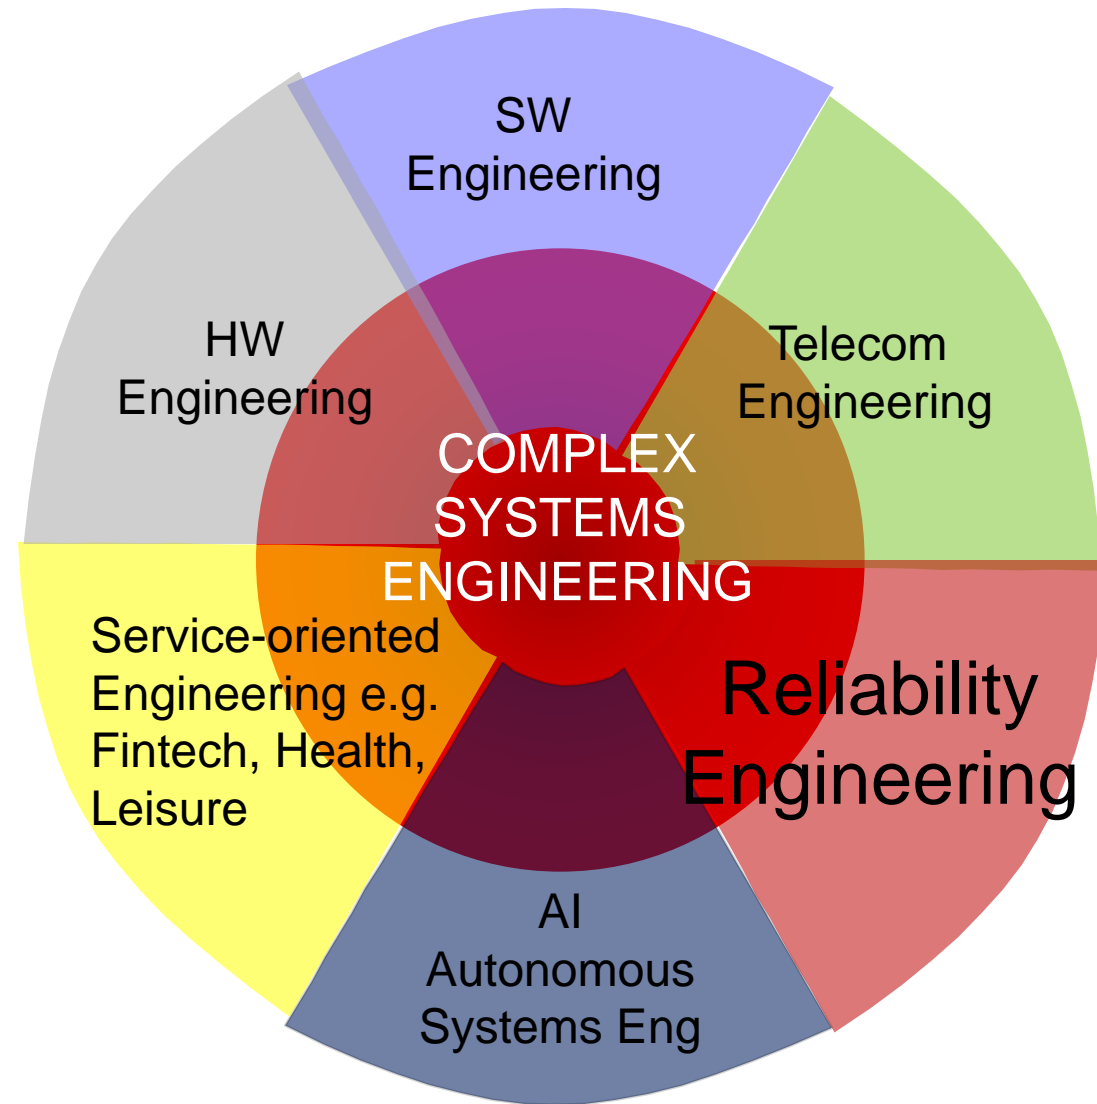 SW
Engineering
HW
Engineering
Telecom
Engineering
COMPLEX
SYSTEMS
ENGINEERING
Service-oriented
Engineering e.g.
Fintech, Health,
Leisure
Reliability
Engineering
AI
Autonomous
Systems Eng